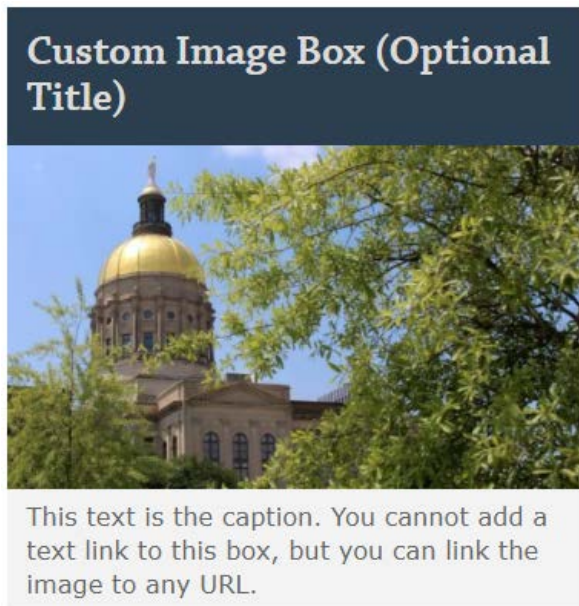 Custom Image Box (Optional
Title)
This text is the caption. You cannot add a
text link to this box, but you can link the
image to any URL.